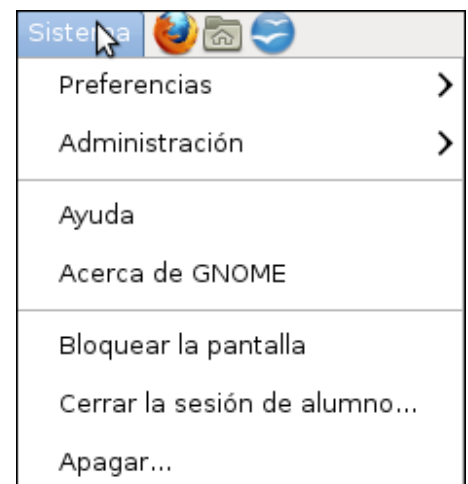 Sistema
Preferencias
Administración
Ayuda
Acerca de GNOME
Bloquear la pantalla
Cerrar la sesión de alumno...
Apagar...